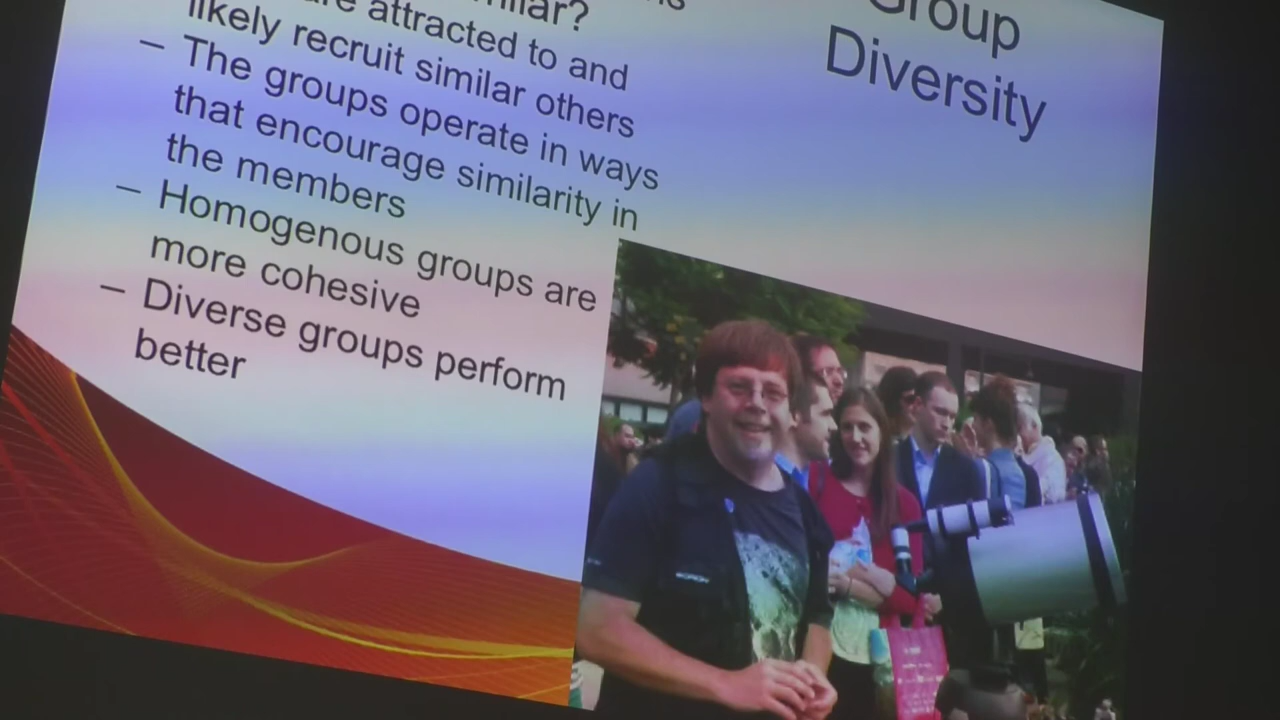 Group
Diversity
are attracted to and
likely recruit similar others
– The groups operate in ways
that encourage similarity in
the members
– Homogenous groups are
more cohesive
– Diverse groups perform
better